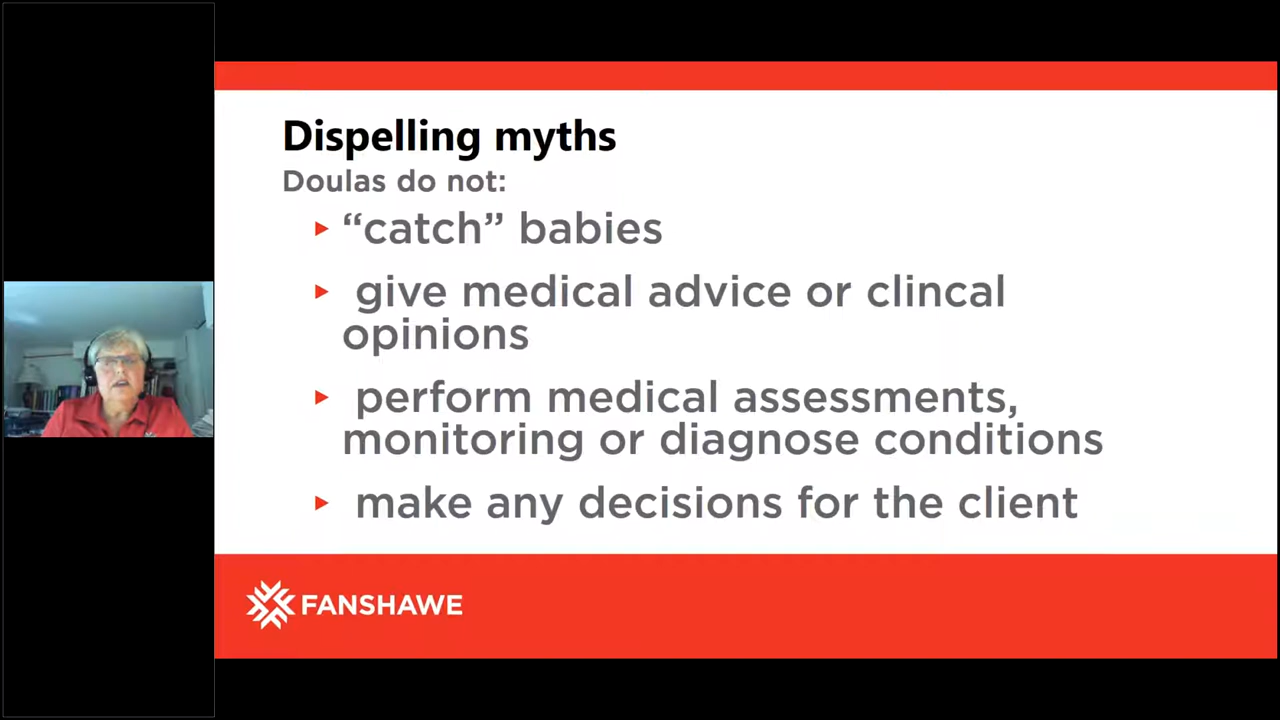 Dispelling myths
Doulas do not:
“catch” babies
give medical advice or clincal
opinions
perform medical assessments,
monitoring or diagnose conditions
make any decisions for the client
FANSHAWE